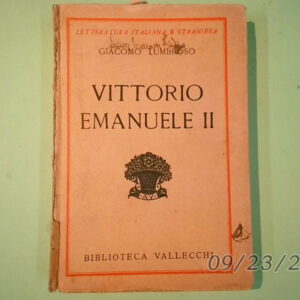 LETTERATURA ITALIANA E STRANIERA
GIACOMO LUMBROSO
VITTORIO
EMANUELE II
BIBLIOTECA VALLECCHI
09/23/2